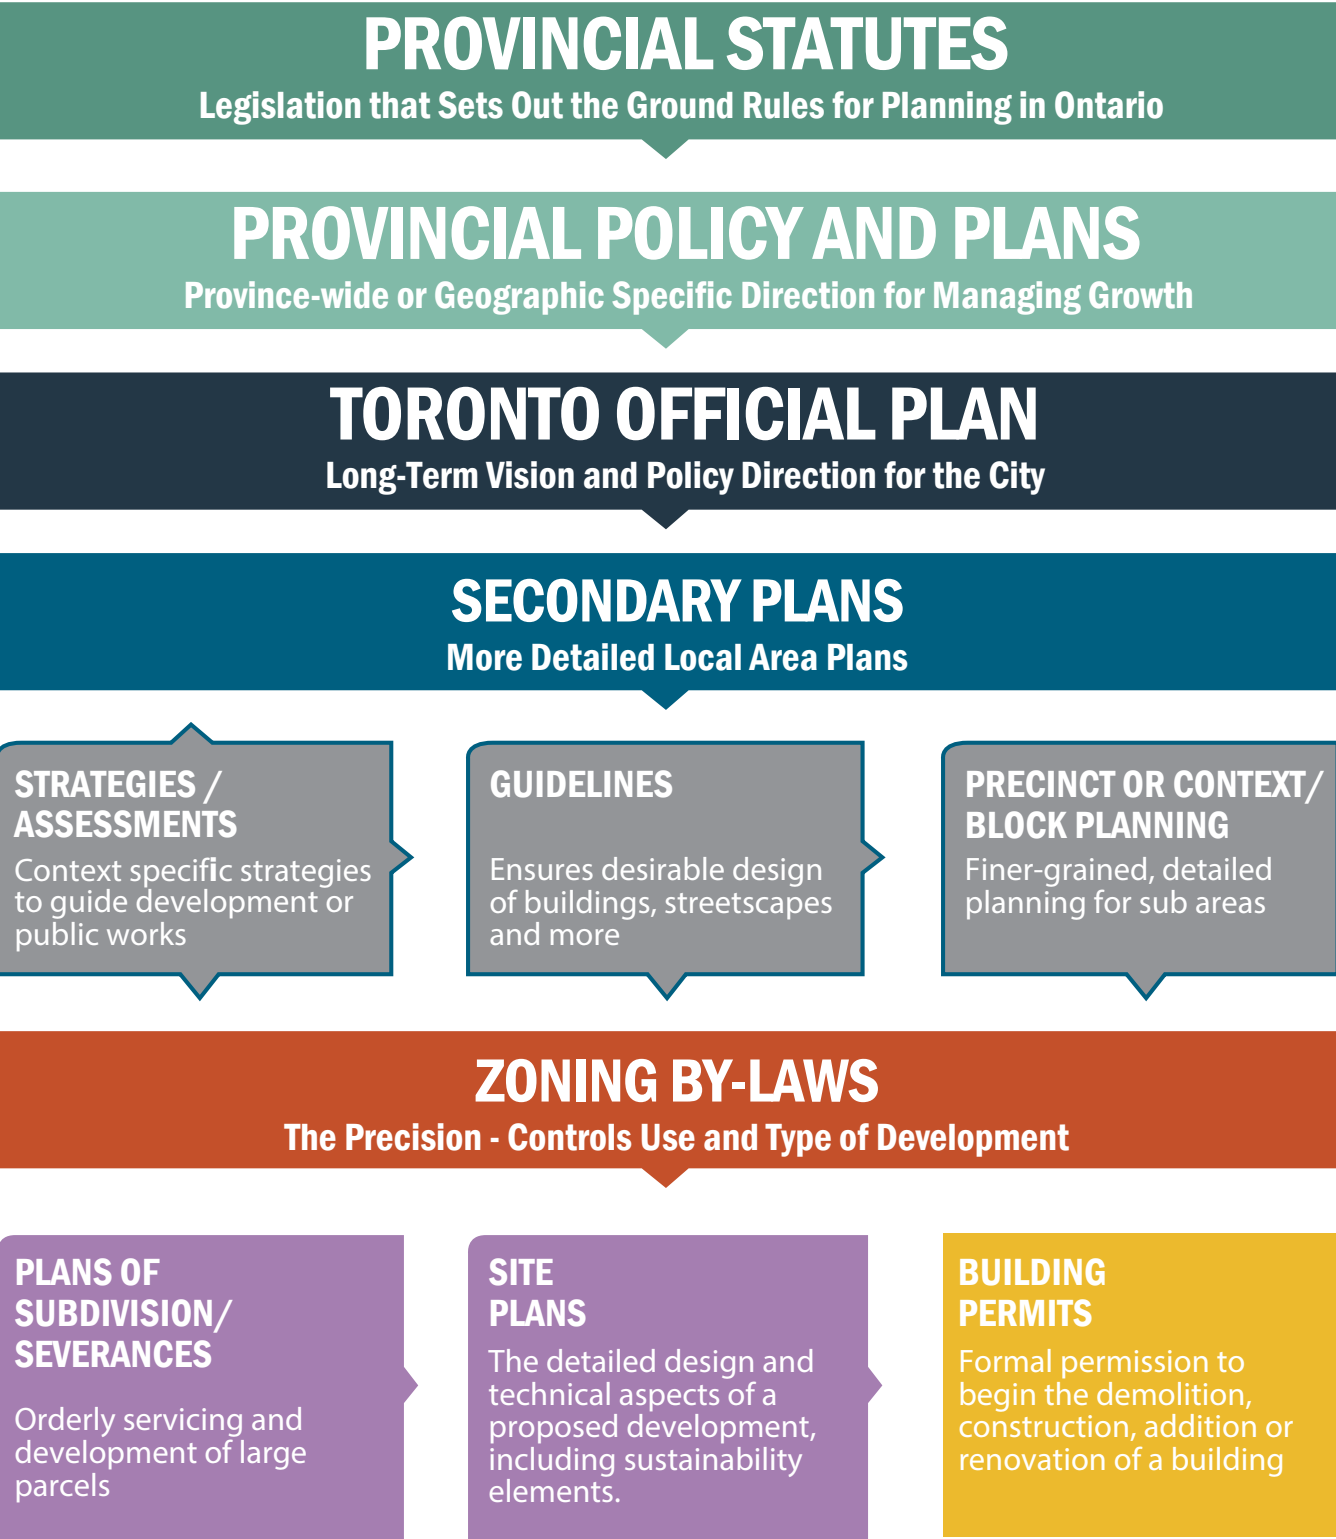 PROVINCIAL STATUTES
Legislation that Sets Out the Ground Rules for Planning in Ontario
PROVINCIAL POLICY AND PLANS
Province-wide or Geographic Specific Direction for Managing Growth
TORONTO OFFICIAL PLAN
Long-Term Vision and Policy Direction for the City
SECONDARY PLANS
More Detailed Local Area Plans
STRATEGIES /
ASSESSMENTS
Context specific strategies
to guide development or
public works
GUIDELINES
Ensures desirable design
of buildings, streetscapes
and more
PRECINCT OR CONTEXT/
BLOCK PLANNING
Finer-grained, detailed
planning for sub areas
ZONING BY-LAWS
The Precision - Controls Use and Type of Development
PLANS OF
SUBDIVISION/
SEVERANCES
Orderly servicing and
development of large
parcels
SITE
PLANS
The detailed design and
technical aspects of a
proposed development,
including sustainability
elements.
BUILDING
PERMITS
Formal permission to
begin the demolition,
construction, addition or
renovation of a building